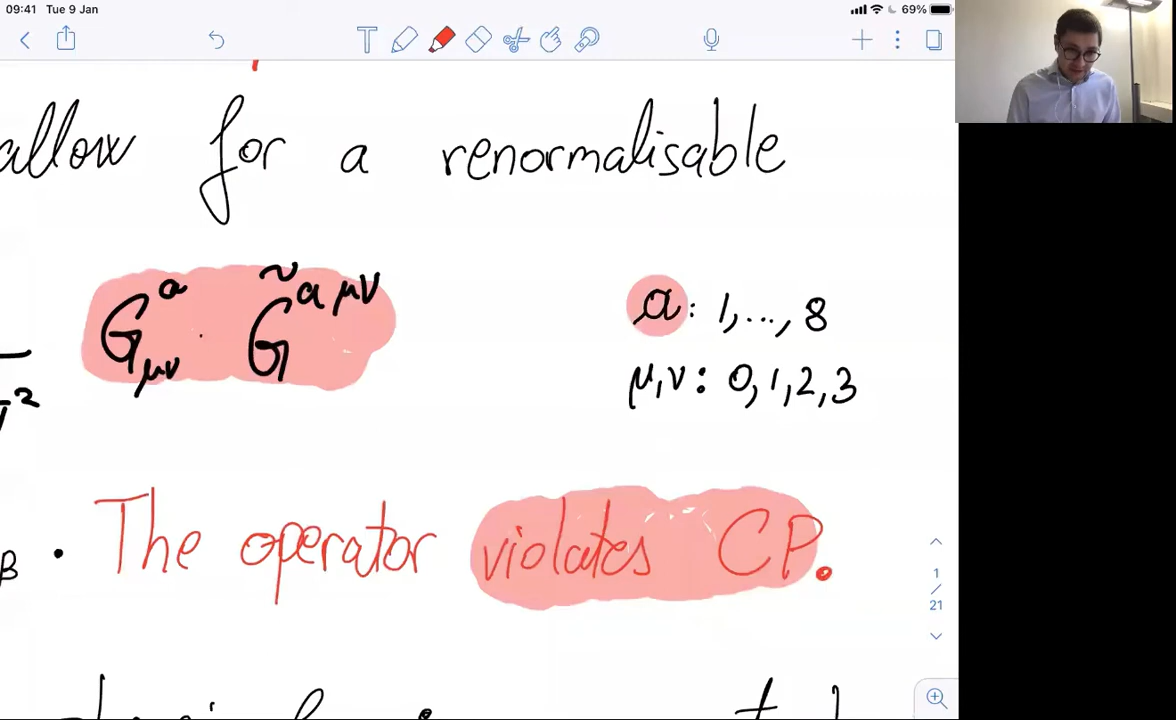 09:41 Tue 9 Jan 69%
allow for a renormalisable
G^a_μν · G̃^aμν
a: 1,..., 8
μ,ν: 0,1,2,3
2
B • The operator violates CP.
1
/
21